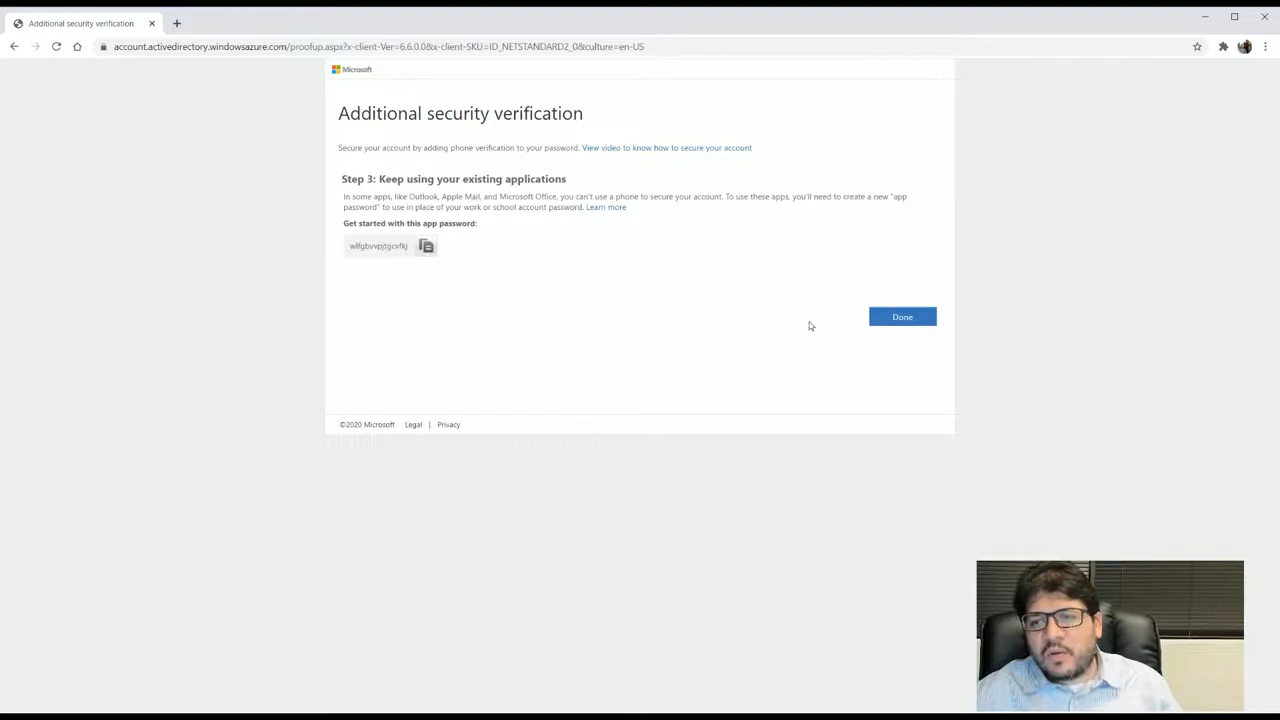 Additional security verification
account.activedirectory.windowsazure.com/proofup.aspx?x-client-Ver=6.6.0.0&x-client-SKU=ID_NETSTANDARD2_0&culture=en-US
Microsoft
Additional security verification
Secure your account by adding phone verification to your password. View video to know how to secure your account
Step 3: Keep using your existing applications
In some apps, like Outlook, Apple Mail, and Microsoft Office, you can't use a phone to secure your account. To use these apps, you'll need to create a new "app
password" to use in place of your work or school account password. Learn more
Get started with this app password:
Done
©2020 Microsoft Legal | Privacy